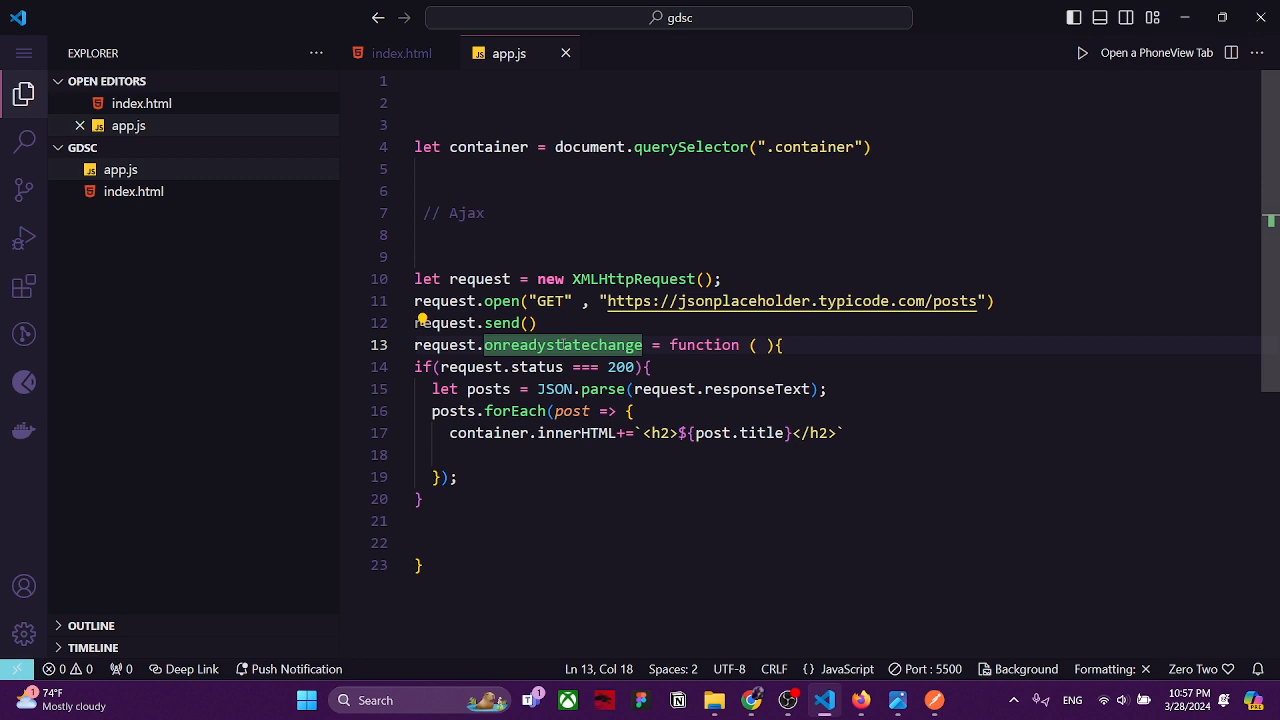 gdsc
EXPLORER
index.html
app.js
Open a PhoneView Tab
OPEN EDITORS
index.html
app.js
GDSC
app.js
index.html
OUTLINE
TIMELINE
1
2
3
4 let container = document.querySelector(".container")
5
6
7 // Ajax
8
9
10 let request = new XMLHttpRequest();
11 request.open("GET" , "https://jsonplaceholder.typicode.com/posts")
12 request.send()
13 request.onreadystatechange = function ( ){
14 if(request.status === 200){
15 let posts = JSON.parse(request.responseText);
16 posts.forEach(post => {
17 container.innerHTML+=`<h2>${post.title}</h2>`
18
19 });
20 }
21
22
23 }
0 0 0 Deep Link Push Notification Ln 13, Col 18 Spaces: 2 UTF-8 CRLF {} JavaScript Port : 5500 Background Formatting: × Zero Two
1 74°F
Mostly cloudy
Search
1
ENG
10:57 PM
3/28/2024